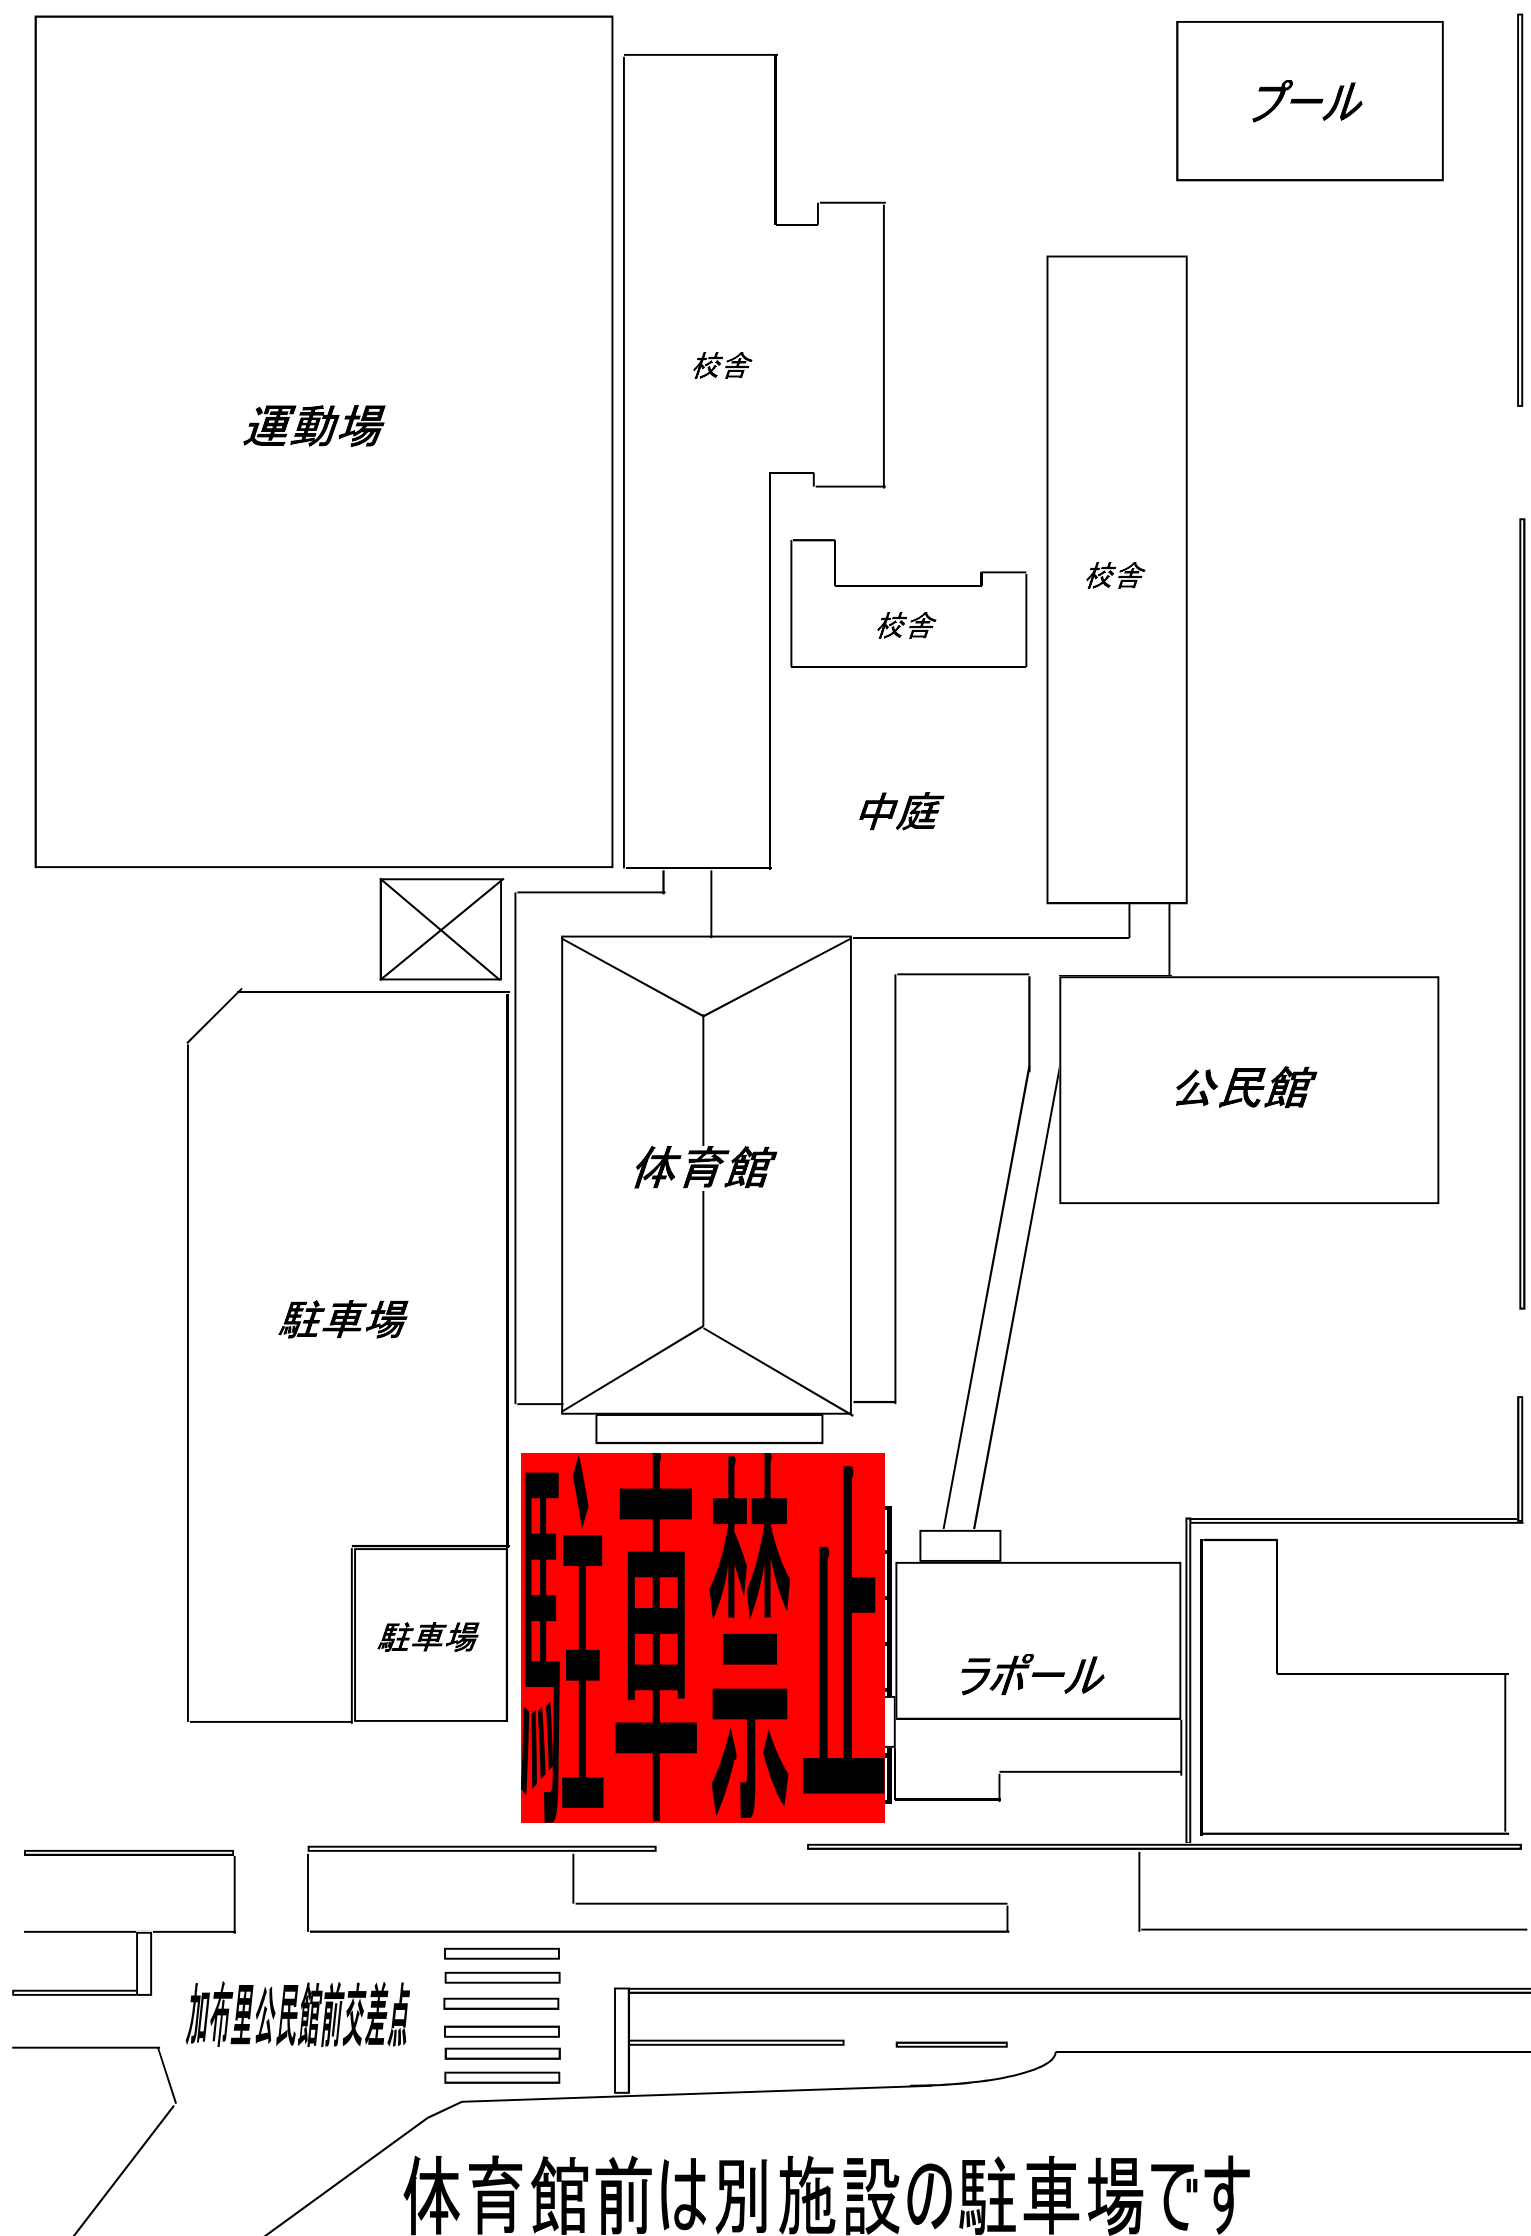 プール
校舎
運動場
校舎
校舎
中庭
公民館
体育館
駐車場
駐車禁止
駐車場
ラポール
加布里公民館前交差点
体育館前は別施設の駐車場です